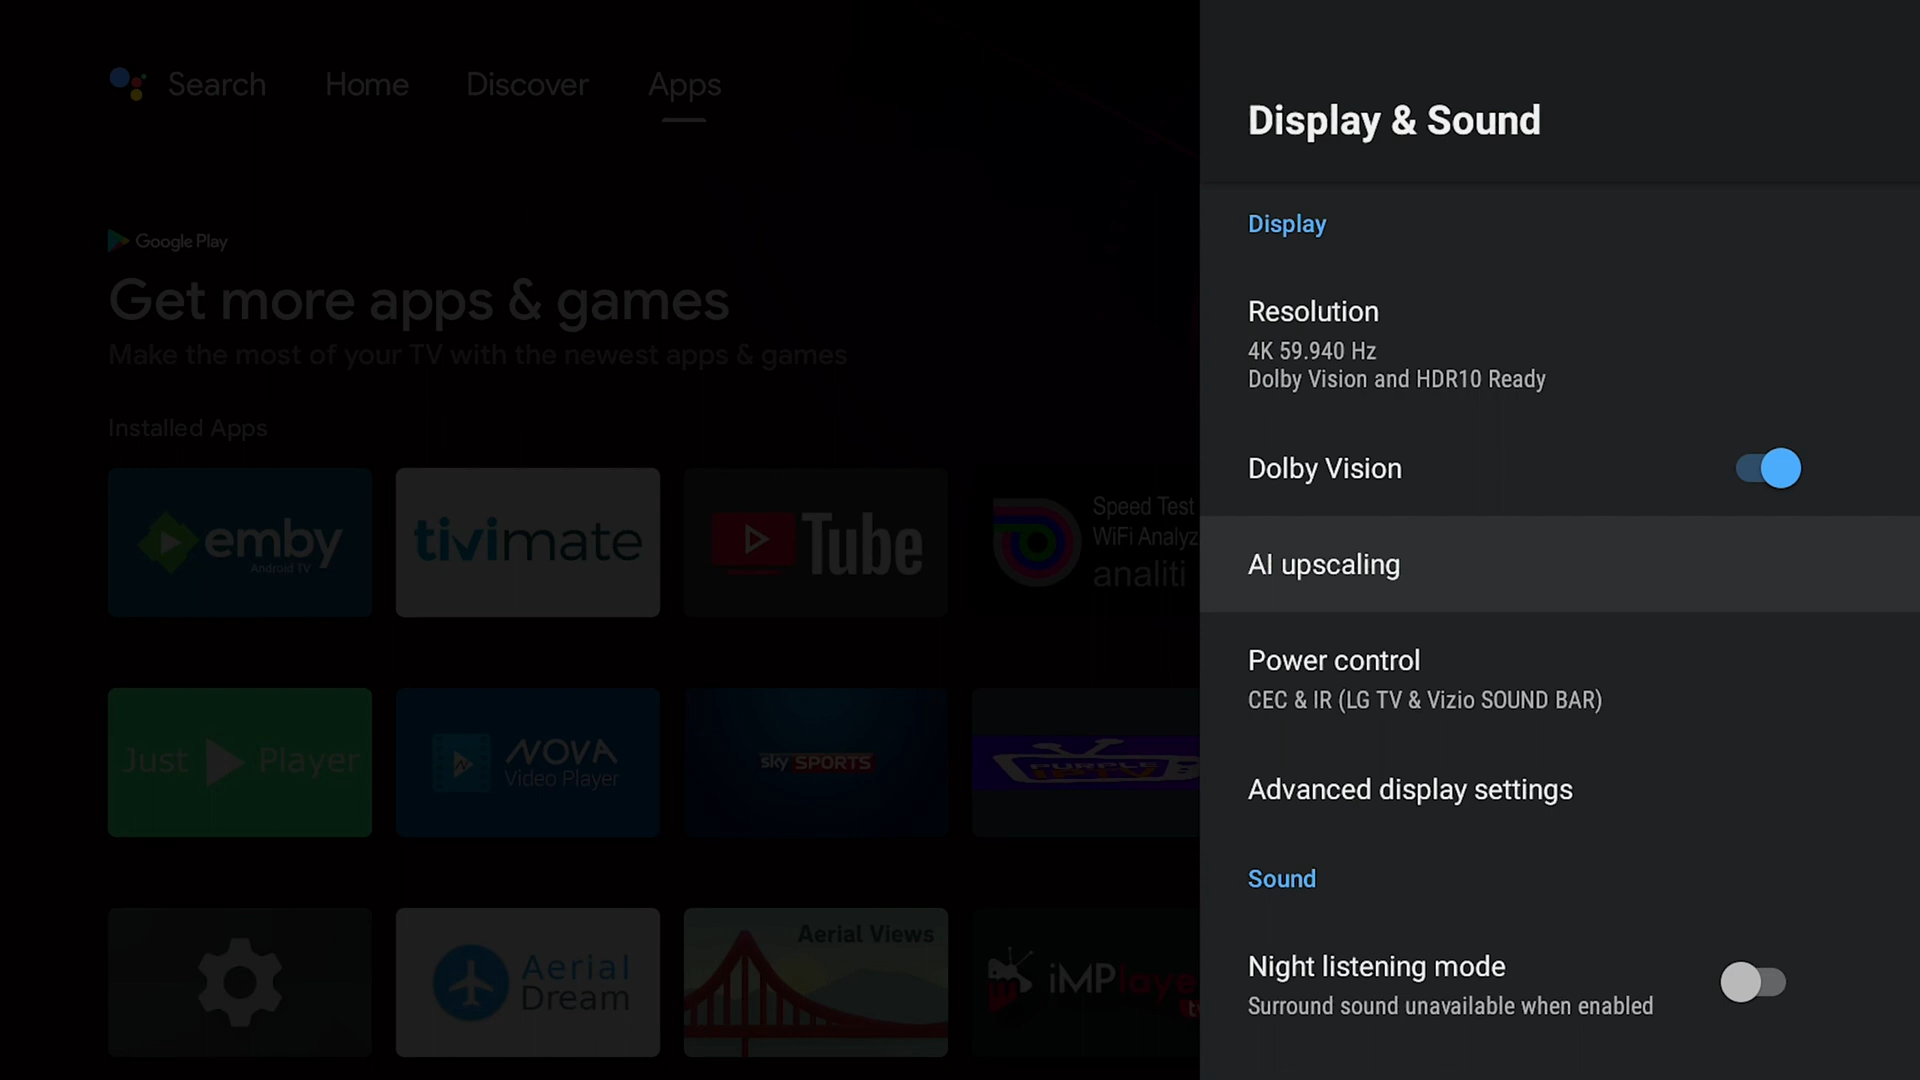 Search Home Discover Apps
Google Play
Get more apps & games
Make the most of your TV with the newest apps & games
Installed Apps
emby
Android TV
tivimate
Tube
Speed Test
WiFi Analyz
analiti
Just Player
NOVA
Video Player
sky SPORTS
PURPLE
IPTV
Aerial
Dream
Aerial Views
iMPlaye
tv
Display & Sound
Display
Resolution
4K 59.940 Hz
Dolby Vision and HDR10 Ready
Dolby Vision
AI upscaling
Power control
CEC & IR (LG TV & Vizio SOUND BAR)
Advanced display settings
Sound
Night listening mode
Surround sound unavailable when enabled